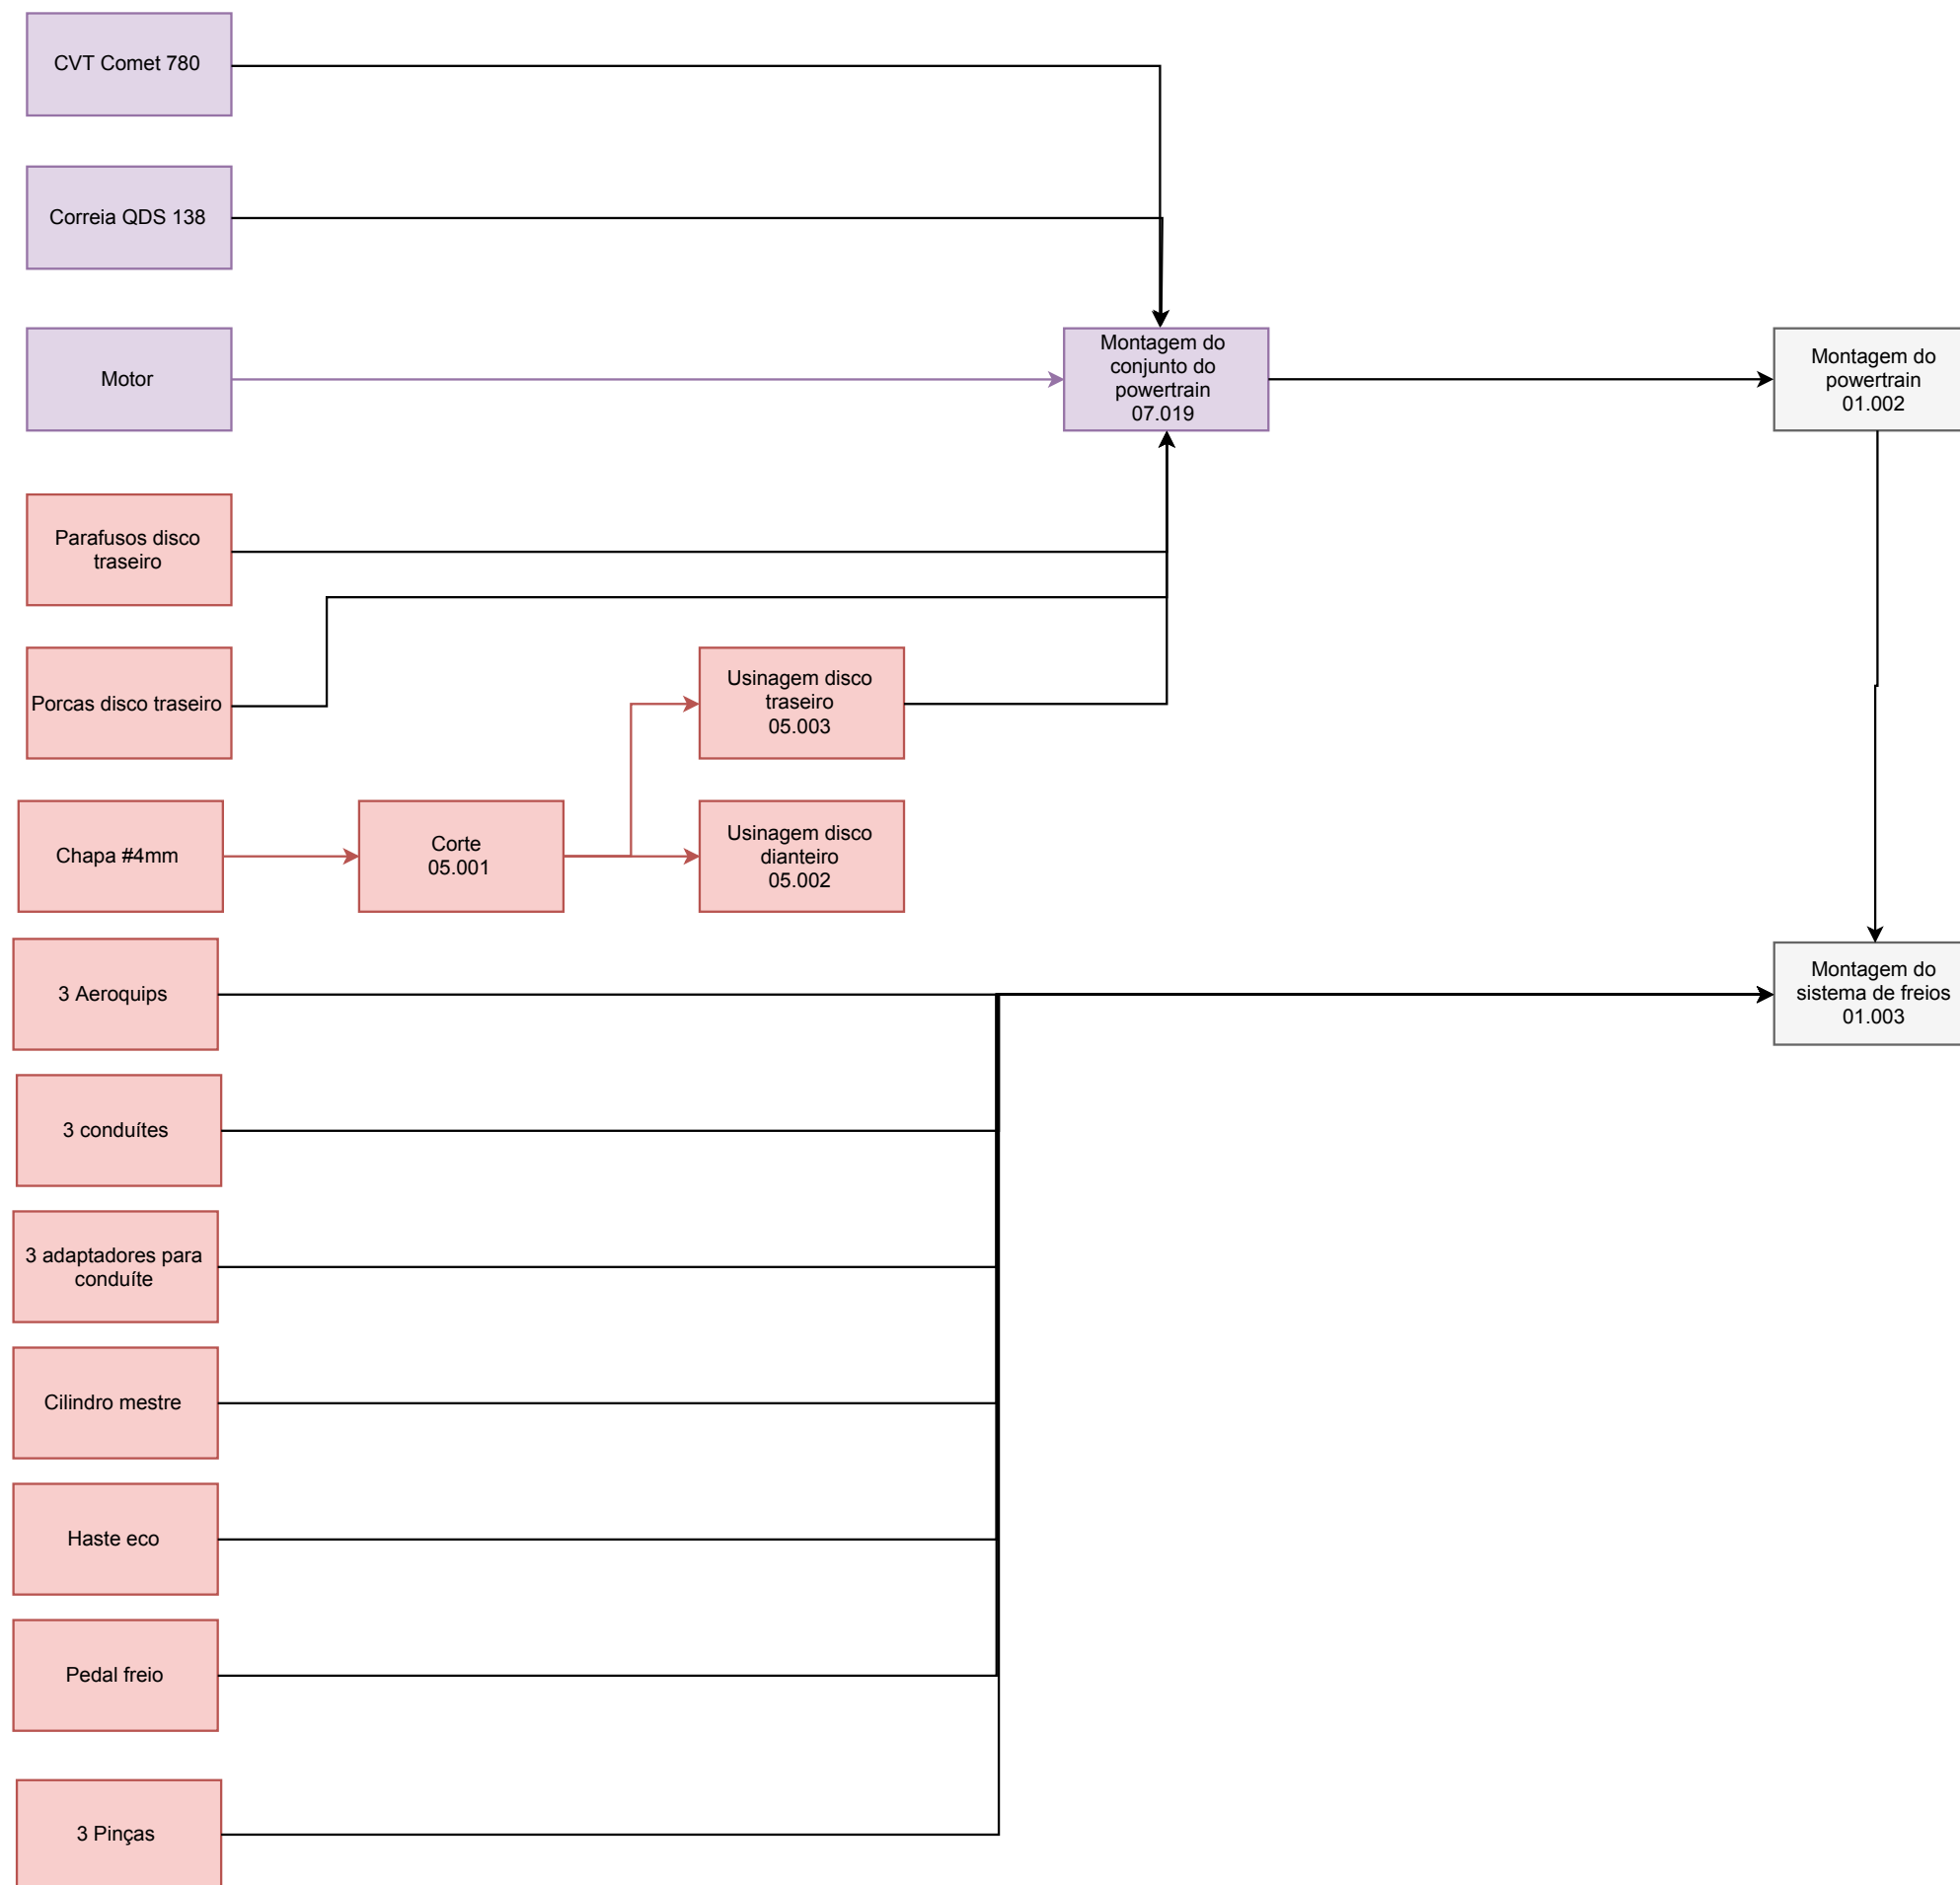 CVT Comet 780
Correia QDS 138
Motor
Montagem do
conjunto do
powertrain
07.019
Montagem do
powertrain
01.002
Parafusos disco
traseiro
Porcas disco traseiro
Usinagem disco
traseiro
05.003
Chapa #4mm
Corte
05.001
Usinagem disco
dianteiro
05.002
3 Aeroquips
Montagem do
sistema de freios
01.003
3 conduítes
3 adaptadores para
conduíte
Cilindro mestre
Haste eco
Pedal freio
3 Pinças